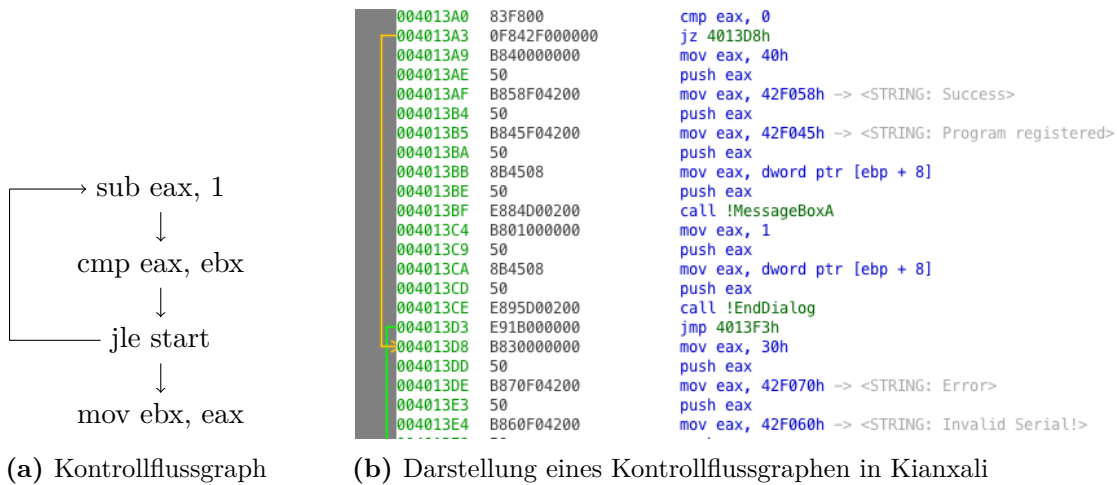 sub eax, 1
cmp eax, ebx
jle start
mov ebx, eax
(a) Kontrollflussgraph
004013A0 83F800 cmp eax, 0
004013A3 0F842F000000 jz 4013D8h
004013A9 B840000000 mov eax, 40h
004013AE 50 push eax
004013AF B858F04200 mov eax, 42F058h -> <STRING: Success>
004013B4 50 push eax
004013B5 B845F04200 mov eax, 42F045h -> <STRING: Program registered>
004013BA 50 push eax
004013BB 8B4508 mov eax, dword ptr [ebp + 8]
004013BE 50 push eax
004013BF E884D00200 call !MessageBoxA
004013C4 B801000000 mov eax, 1
004013C9 50 push eax
004013CA 8B4508 mov eax, dword ptr [ebp + 8]
004013CD 50 push eax
004013CE E895D00200 call !EndDialog
004013D3 E91B000000 jmp 4013F3h
004013D8 B830000000 mov eax, 30h
004013DD 50 push eax
004013DE B870F04200 mov eax, 42F070h -> <STRING: Error>
004013E3 50 push eax
004013E4 B860F04200 mov eax, 42F060h -> <STRING: Invalid Serial!>
(b) Darstellung eines Kontrollflussgraphen in Kianxali